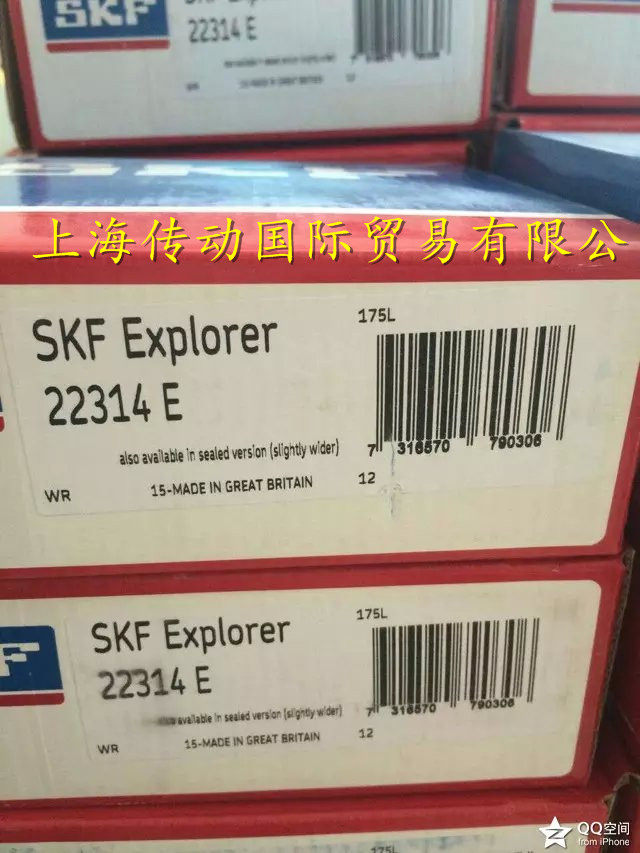 SKF
22314 E
12
SKF
上海传动国际贸易有限公
SKF Explorer
22314 E
also available in sealed version (slightly wider)
WR
15-MADE IN GREAT BRITAIN
175L
7 316570 790306
12
SKF Explorer
22314 E
available in sealed version (slightly wider)
WR
15-MADE IN GREAT BRITAIN
175L
7 316570 790306
12
175L
QQ空间
from iPhone